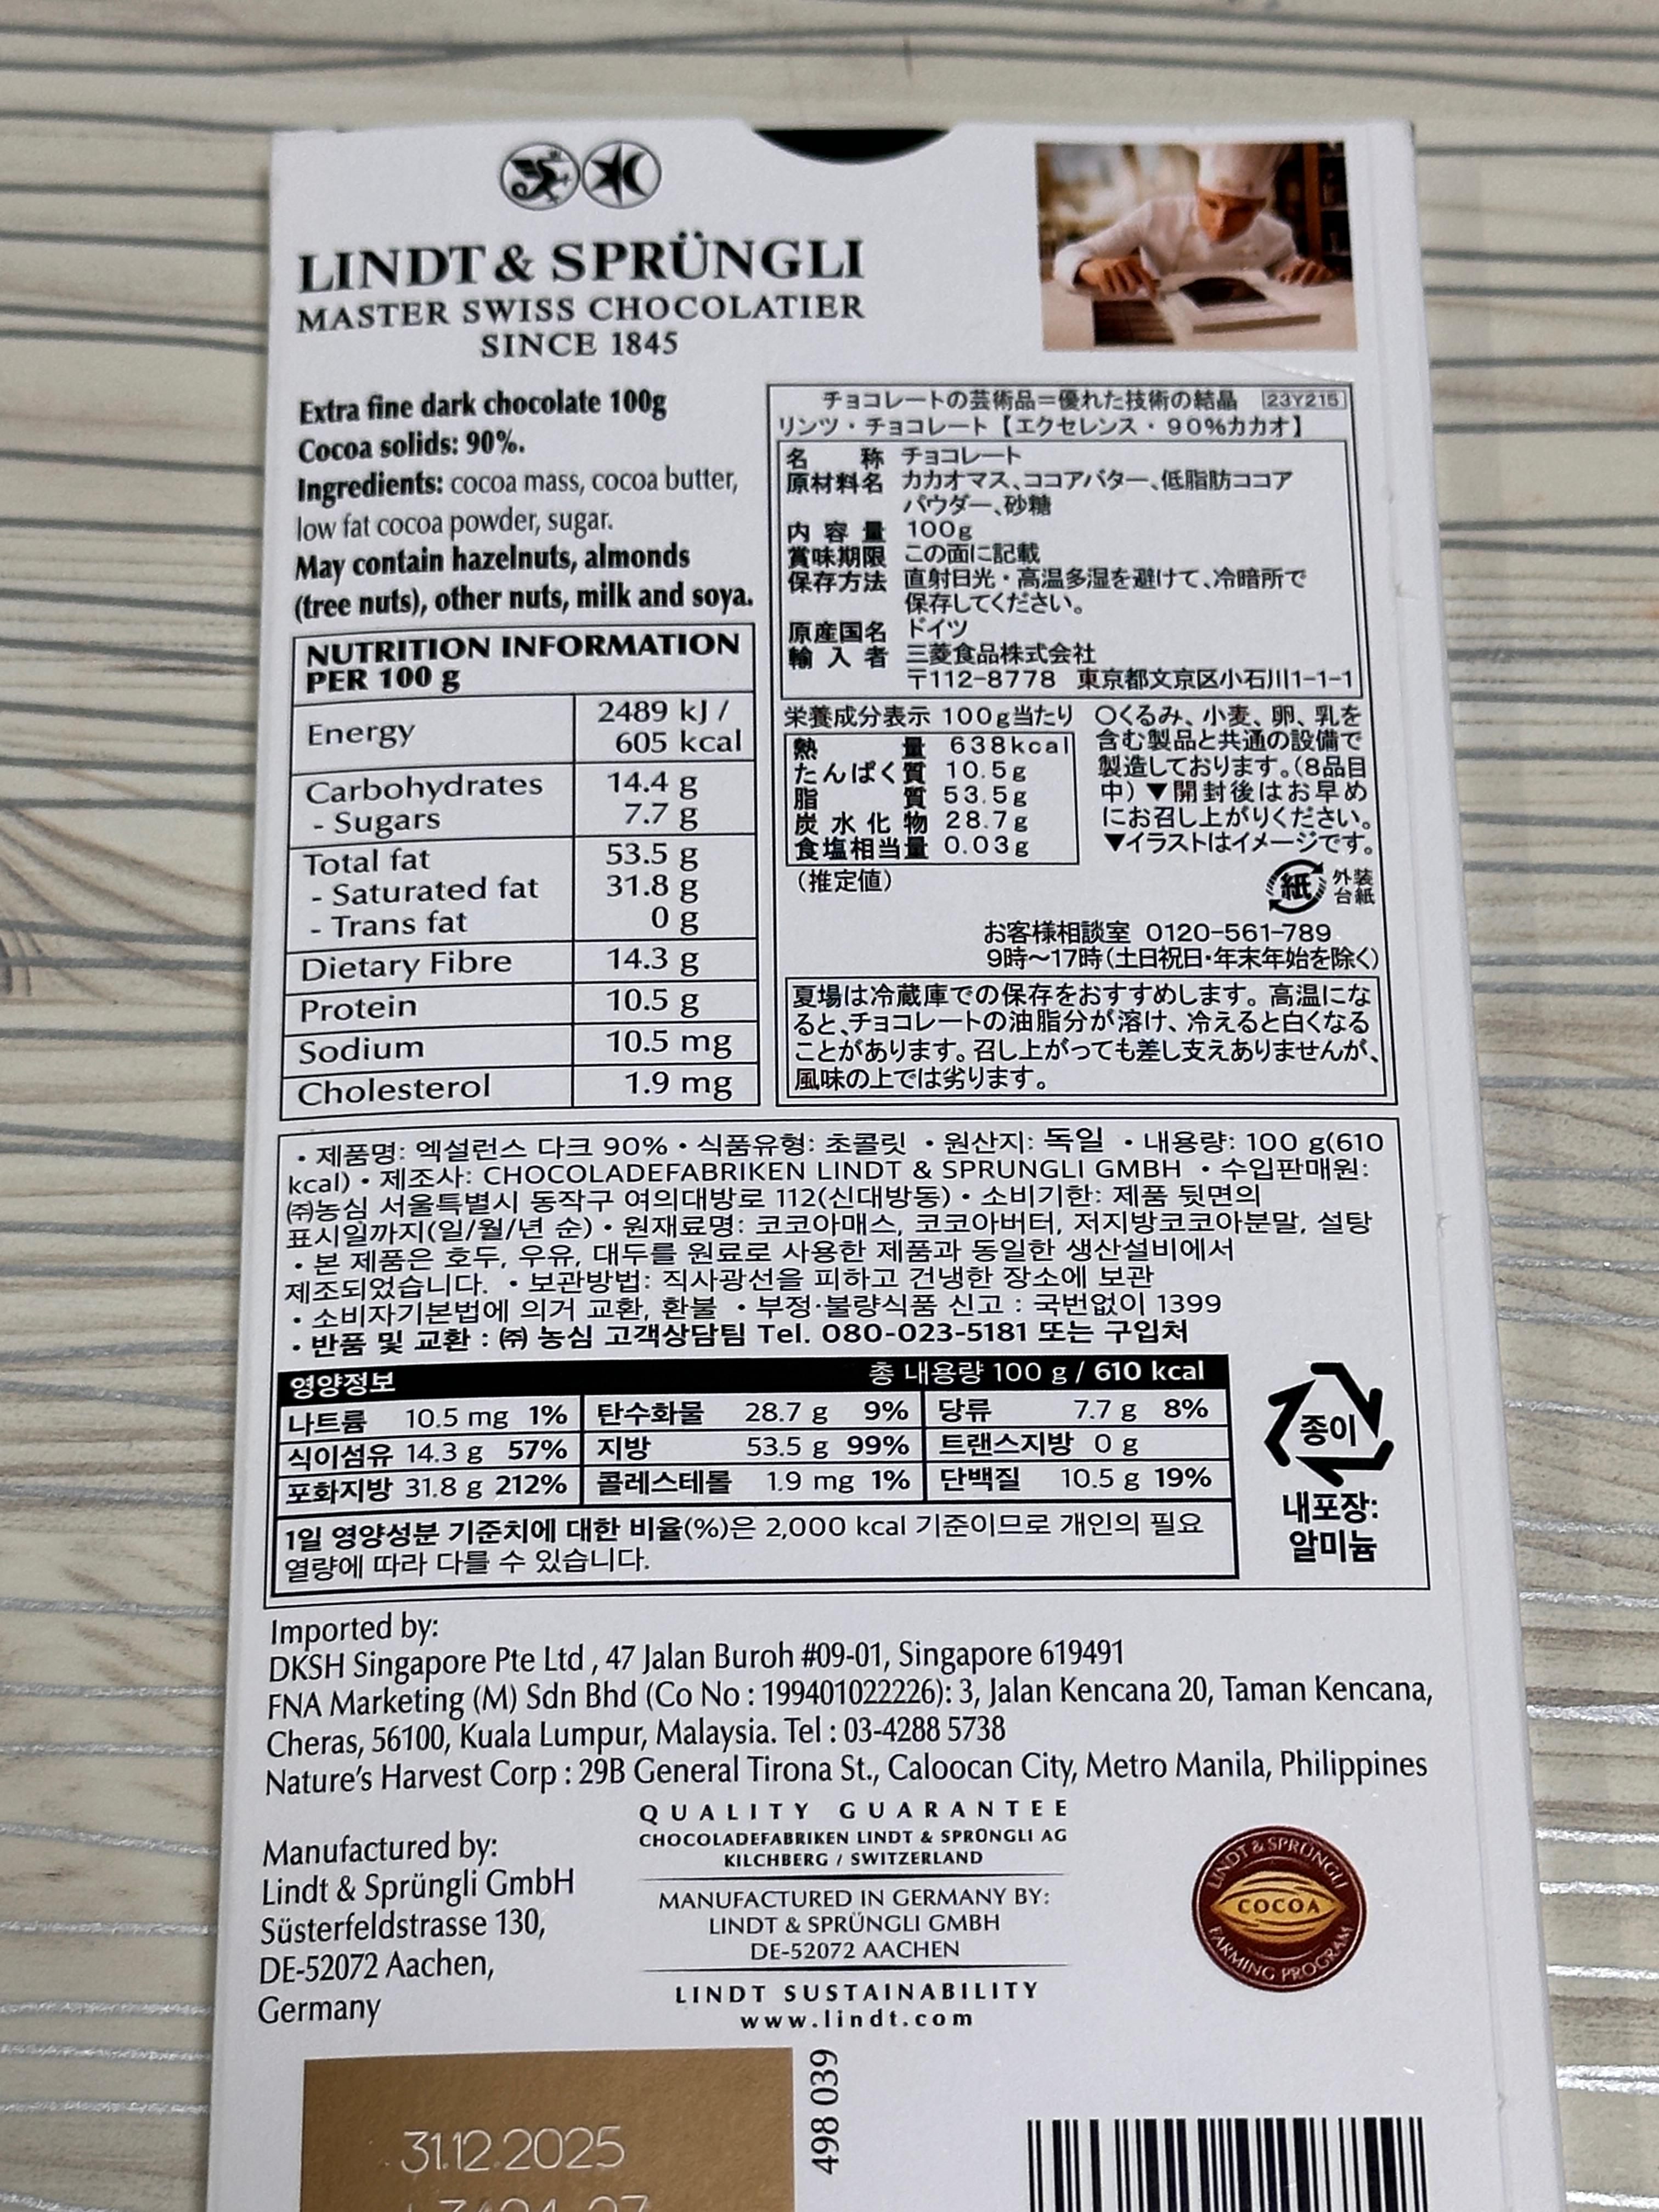 LINDT & SPRÜNGLI
MASTER SWISS CHOCOLATIER
SINCE 1845
Extra fine dark chocolate 100g
Cocoa solids: 90%.
Ingredients: cocoa mass, cocoa butter,
low fat cocoa powder, sugar.
May contain hazelnuts, almonds
(tree nuts), other nuts, milk and soya.
NUTRITION INFORMATION
PER 100 g
Energy 2489 kJ /
605 kcal
Carbohydrates 14.4 g
- Sugars 7.7 g
Total fat 53.5 g
- Saturated fat 31.8 g
- Trans fat 0 g
Dietary Fibre 14.3 g
Protein 10.5 g
Sodium 10.5 mg
Cholesterol 1.9 mg
チョコレートの芸術品=優れた技術の結晶 23Y215
リンツ・チョコレート【エクセレンス・90%カカオ】
名称 チョコレート
原材料名 カカオマス、ココアバター、低脂肪ココア
パウダー、砂糖
内容量 100g
賞味期限 この面に記載
保存方法 直射日光・高温多湿を避けて、冷暗所で
保存してください。
原産国名 ドイツ
輸入者 三菱食品株式会社
〒112-8778 東京都文京区小石川1-1-1
栄養成分表示 100g当たり
熱量 638kcal
たんぱく質 10.5g
脂質 53.5g
炭水化物 28.7g
食塩相当量 0.03g
(推定値)
○くるみ、小麦、卵、乳を
含む製品と共通の設備で
製造しております。(8品目
中)▼開封後はお早め
にお召し上がりください。
▼イラストはイメージです。
紙 外装
台紙
お客様相談室 0120-561-789
9時〜17時(土日祝日・年末年始を除く)
夏場は冷蔵庫での保存をおすすめします。高温にな
ると、チョコレートの油脂分が溶け、冷えると白くなる
ことがあります。召し上がっても差し支えありませんが、
風味の上では劣ります。
• 제품명: 엑설런스 다크 90% • 식품유형: 초콜릿 • 원산지: 독일 • 내용량: 100 g(610
kcal) • 제조사: CHOCOLADEFABRIKEN LINDT & SPRUNGLI GMBH • 수입판매원:
㈜농심 서울특별시 동작구 여의대방로 112(신대방동) • 소비기한: 제품 뒷면의
표시일까지(일/월/년 순) • 원재료명: 코코아매스, 코코아버터, 저지방코코아분말, 설탕
• 본 제품은 호두, 우유, 대두를 원료로 사용한 제품과 동일한 생산설비에서
제조되었습니다. • 보관방법: 직사광선을 피하고 건냉한 장소에 보관
• 소비자기본법에 의거 교환, 환불 • 부정·불량식품 신고 : 국번없이 1399
• 반품 및 교환 : ㈜ 농심 고객상담팀 Tel. 080-023-5181 또는 구입처
영양정보 총 내용량 100 g / 610 kcal
나트륨 10.5 mg 1% 탄수화물 28.7 g 9% 당류 7.7 g 8%
식이섬유 14.3 g 57% 지방 53.5 g 99% 트랜스지방 0 g
포화지방 31.8 g 212% 콜레스테롤 1.9 mg 1% 단백질 10.5 g 19%
1일 영양성분 기준치에 대한 비율(%)은 2,000 kcal 기준이므로 개인의 필요
열량에 따라 다를 수 있습니다.
종이
내포장:
알미늄
Imported by:
DKSH Singapore Pte Ltd , 47 Jalan Buroh #09-01, Singapore 619491
FNA Marketing (M) Sdn Bhd (Co No : 199401022226): 3, Jalan Kencana 20, Taman Kencana,
Cheras, 56100, Kuala Lumpur, Malaysia. Tel : 03-4288 5738
Nature's Harvest Corp : 29B General Tirona St., Caloocan City, Metro Manila, Philippines
Manufactured by:
Lindt & Sprüngli GmbH
Süsterfeldstrasse 130,
DE-52072 Aachen,
Germany
QUALITY GUARANTEE
CHOCOLADEFABRIKEN LINDT & SPRÜNGLI AG
KILCHBERG / SWITZERLAND
MANUFACTURED IN GERMANY BY:
LINDT & SPRÜNGLI GMBH
DE-52072 AACHEN
LINDT SUSTAINABILITY
www.lindt.com
LINDT & SPRÜNGLI
COCOA
FARMING PROGRAM
498 039
31.12.2025